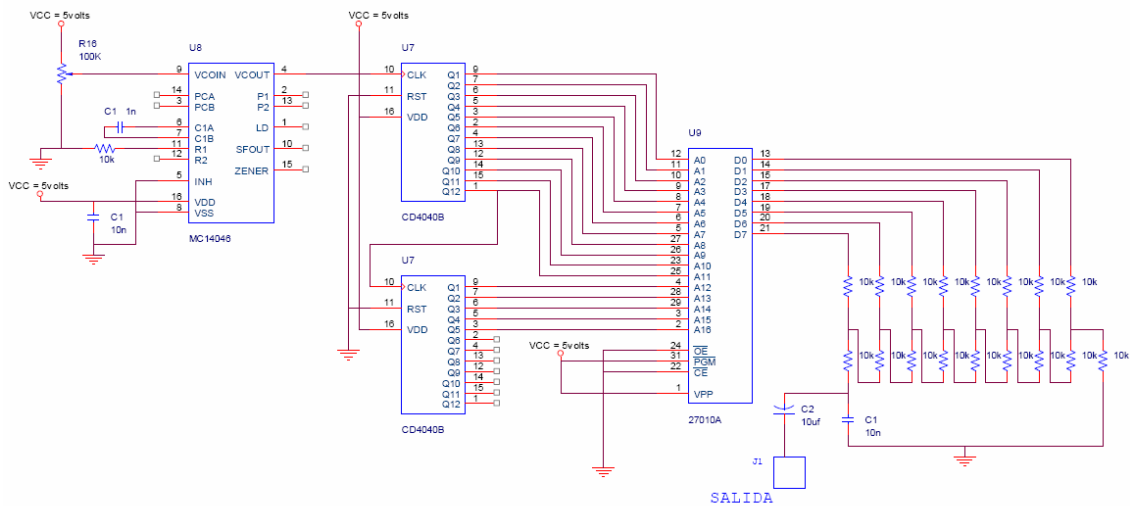 VCC = 5volts
R16
100K
U8
MC14046
9 VCOIN VCOUT 4
14 PCA P1 2
3 PCB P2 13
6 C1A LD 1
7 C1B
11 R1 SFOUT 10
12 R2
ZENER 15
5 INH
16 VDD
8 VSS
C1 1n
10k
VCC = 5volts
C1
10n
VCC = 5volts
U7
10 CLK Q1 9
Q2 7
11 RST Q3 6
Q4 5
16 VDD Q5 3
Q6 2
Q7 4
Q8 13
Q9 12
Q10 14
Q11 15
Q12 1
CD4040B
U7
10 CLK Q1 9
Q2 7
11 RST Q3 6
Q4 5
16 VDD Q5 3
Q6 2
Q7 4
Q8 13
Q9 12
Q10 14
Q11 15
Q12 1
CD4040B
VCC = 5volts
U9
12 A0 D0 13
11 A1 D1 14
10 A2 D2 15
9 A3 D3 17
8 A4 D4 18
7 A5 D5 19
6 A6 D6 20
5 A7 D7 21
27 A8
26 A9
23 A10
25 A11
4 A12
28 A13
29 A14
3 A15
2 A16
24 OE
31 PGM
22 CE
1 VPP
27010A
10k 10k 10k 10k 10k 10k 10k 10k
10k 10k 10k 10k 10k 10k 10k 10k 10k
C2
10uf
C1
10n
J1
SALIDA